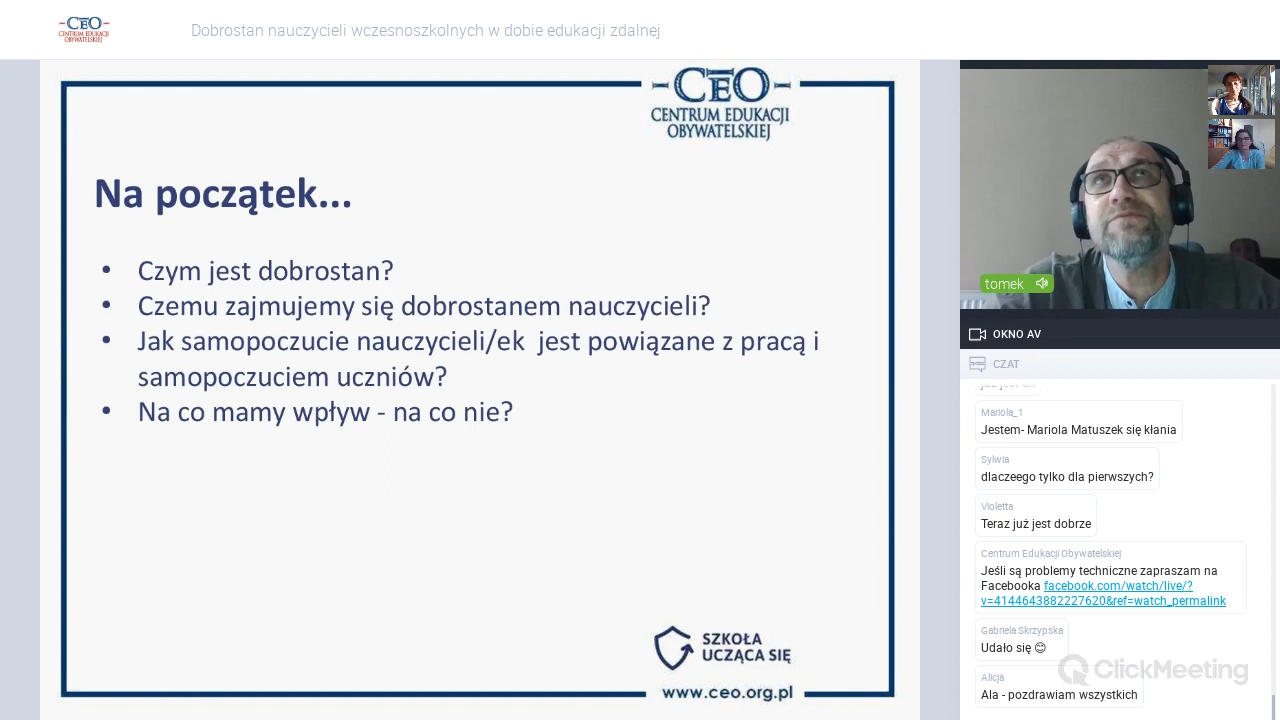 CEO
CENTRUM EDUKACJI
OBYWATELSKIEJ
Dobrostan nauczycieli wczesnoszkolnych w dobie edukacji zdalnej
CEO
CENTRUM EDUKACJI
OBYWATELSKIEJ
Na początek...
• Czym jest dobrostan?
• Czemu zajmujemy się dobrostanem nauczycieli?
• Jak samopoczucie nauczycieli/ek jest powiązane z pracą i
samopoczuciem uczniów?
• Na co mamy wpływ - na co nie?
SZKOŁA
UCZĄCA SIĘ
www.ceo.org.pl
tomek
OKNO AV
CZAT
już jest ok
Mariola_1
Jestem- Mariola Matuszek się kłania
Sylwia
dlaczeego tylko dla pierwszych?
Violetta
Teraz już jest dobrze
Centrum Edukacji Obywatelskiej
Jeśli są problemy techniczne zapraszam na
Facebooka facebook.com/watch/live/?
v=4144643882227620&ref=watch_permalink
Gabriela Skrzypska
Udało się 😊
Alicja
Ala - pozdrawiam wszystkich
ClickMeeting